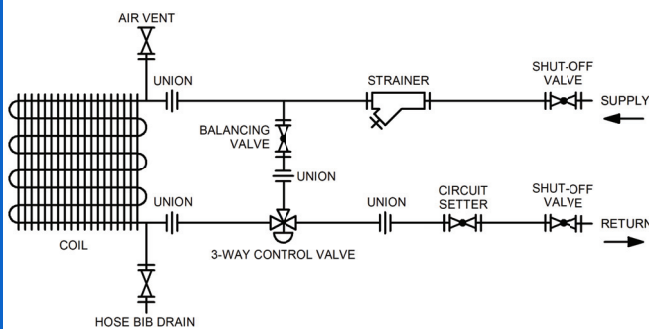 AIR VENT
UNION
STRAINER
SHUT-OFF
VALVE
SUPPLY
BALANCING
VALVE
UNION
UNION
UNION
CIRCUIT
SETTER
SHUT-OFF
VALVE
RETURN
COIL
3-WAY CONTROL VALVE
HOSE BIB DRAIN